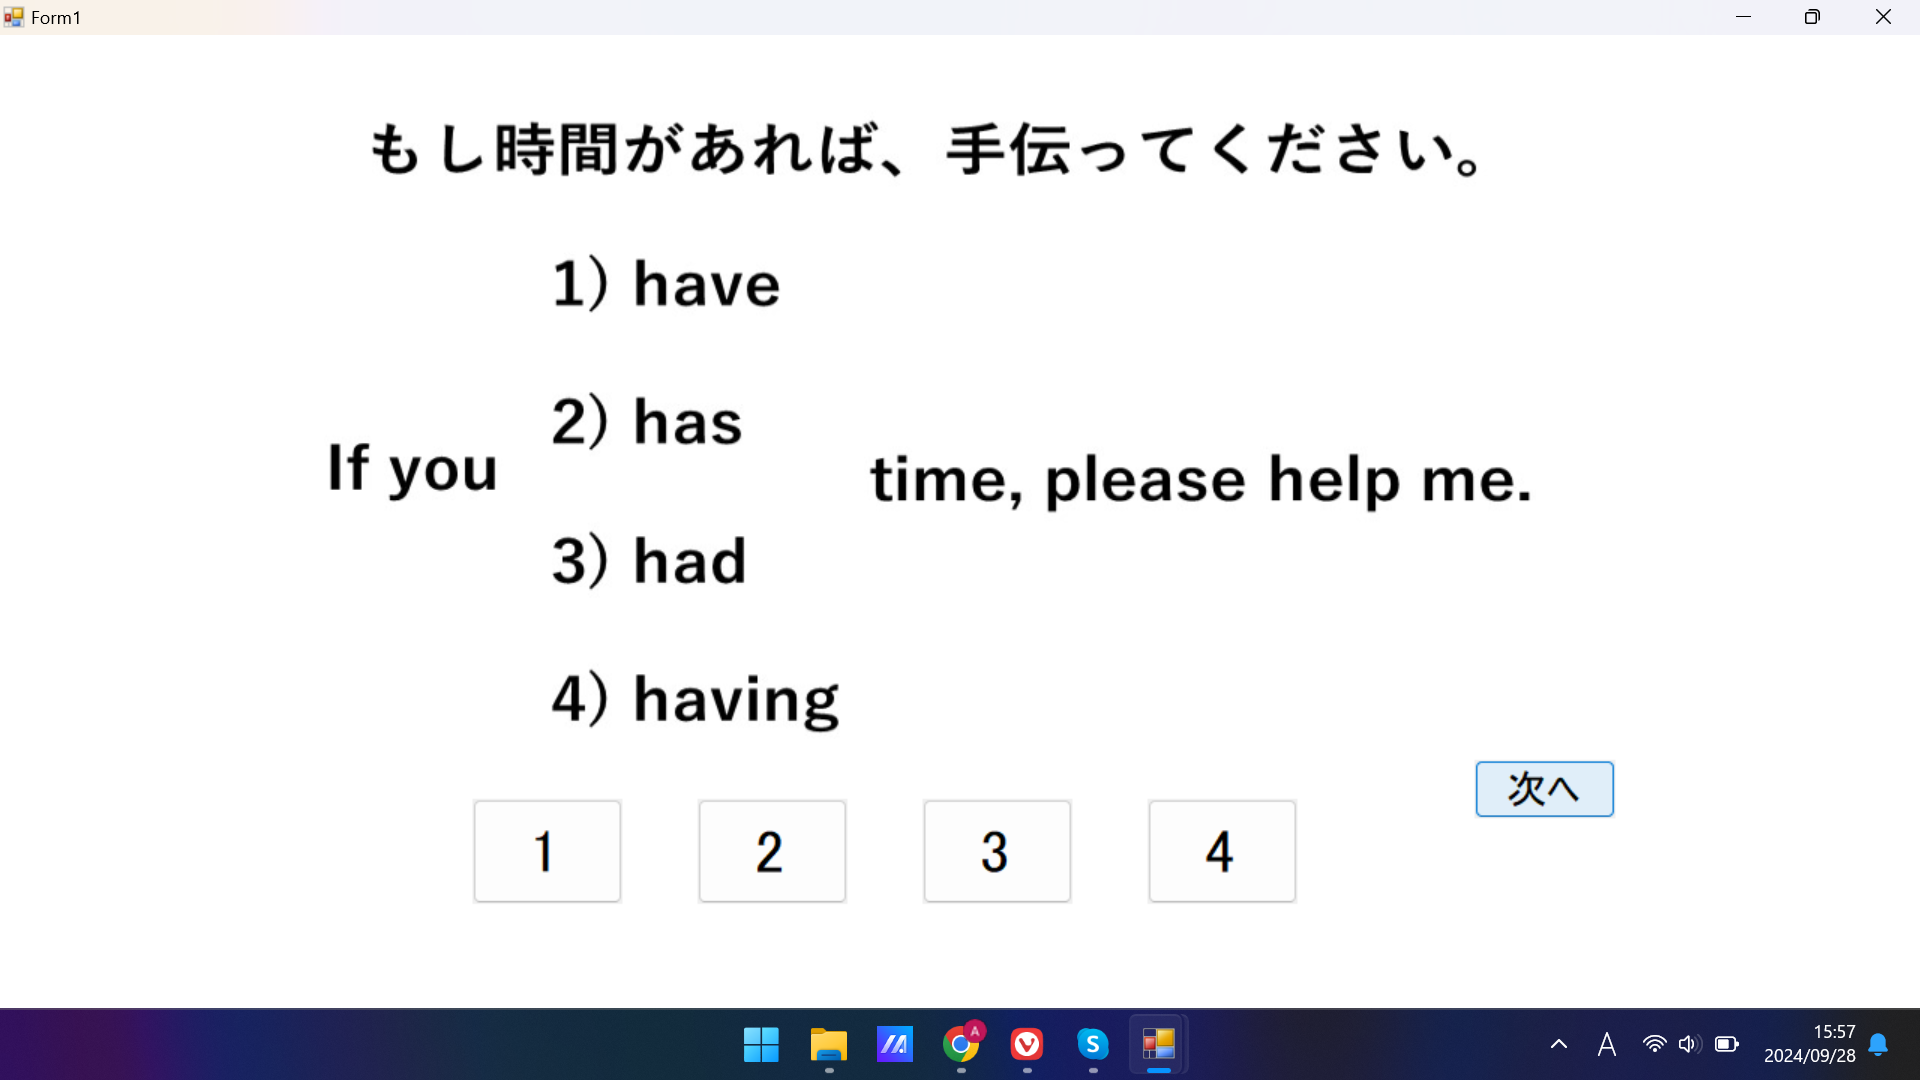 Form1
もし時間があれば、手伝ってください。
1) have
2) has
If you
time, please help me.
3) had
4) having
次へ
1 2 3 4
A
S
A
15:57
2024/09/28